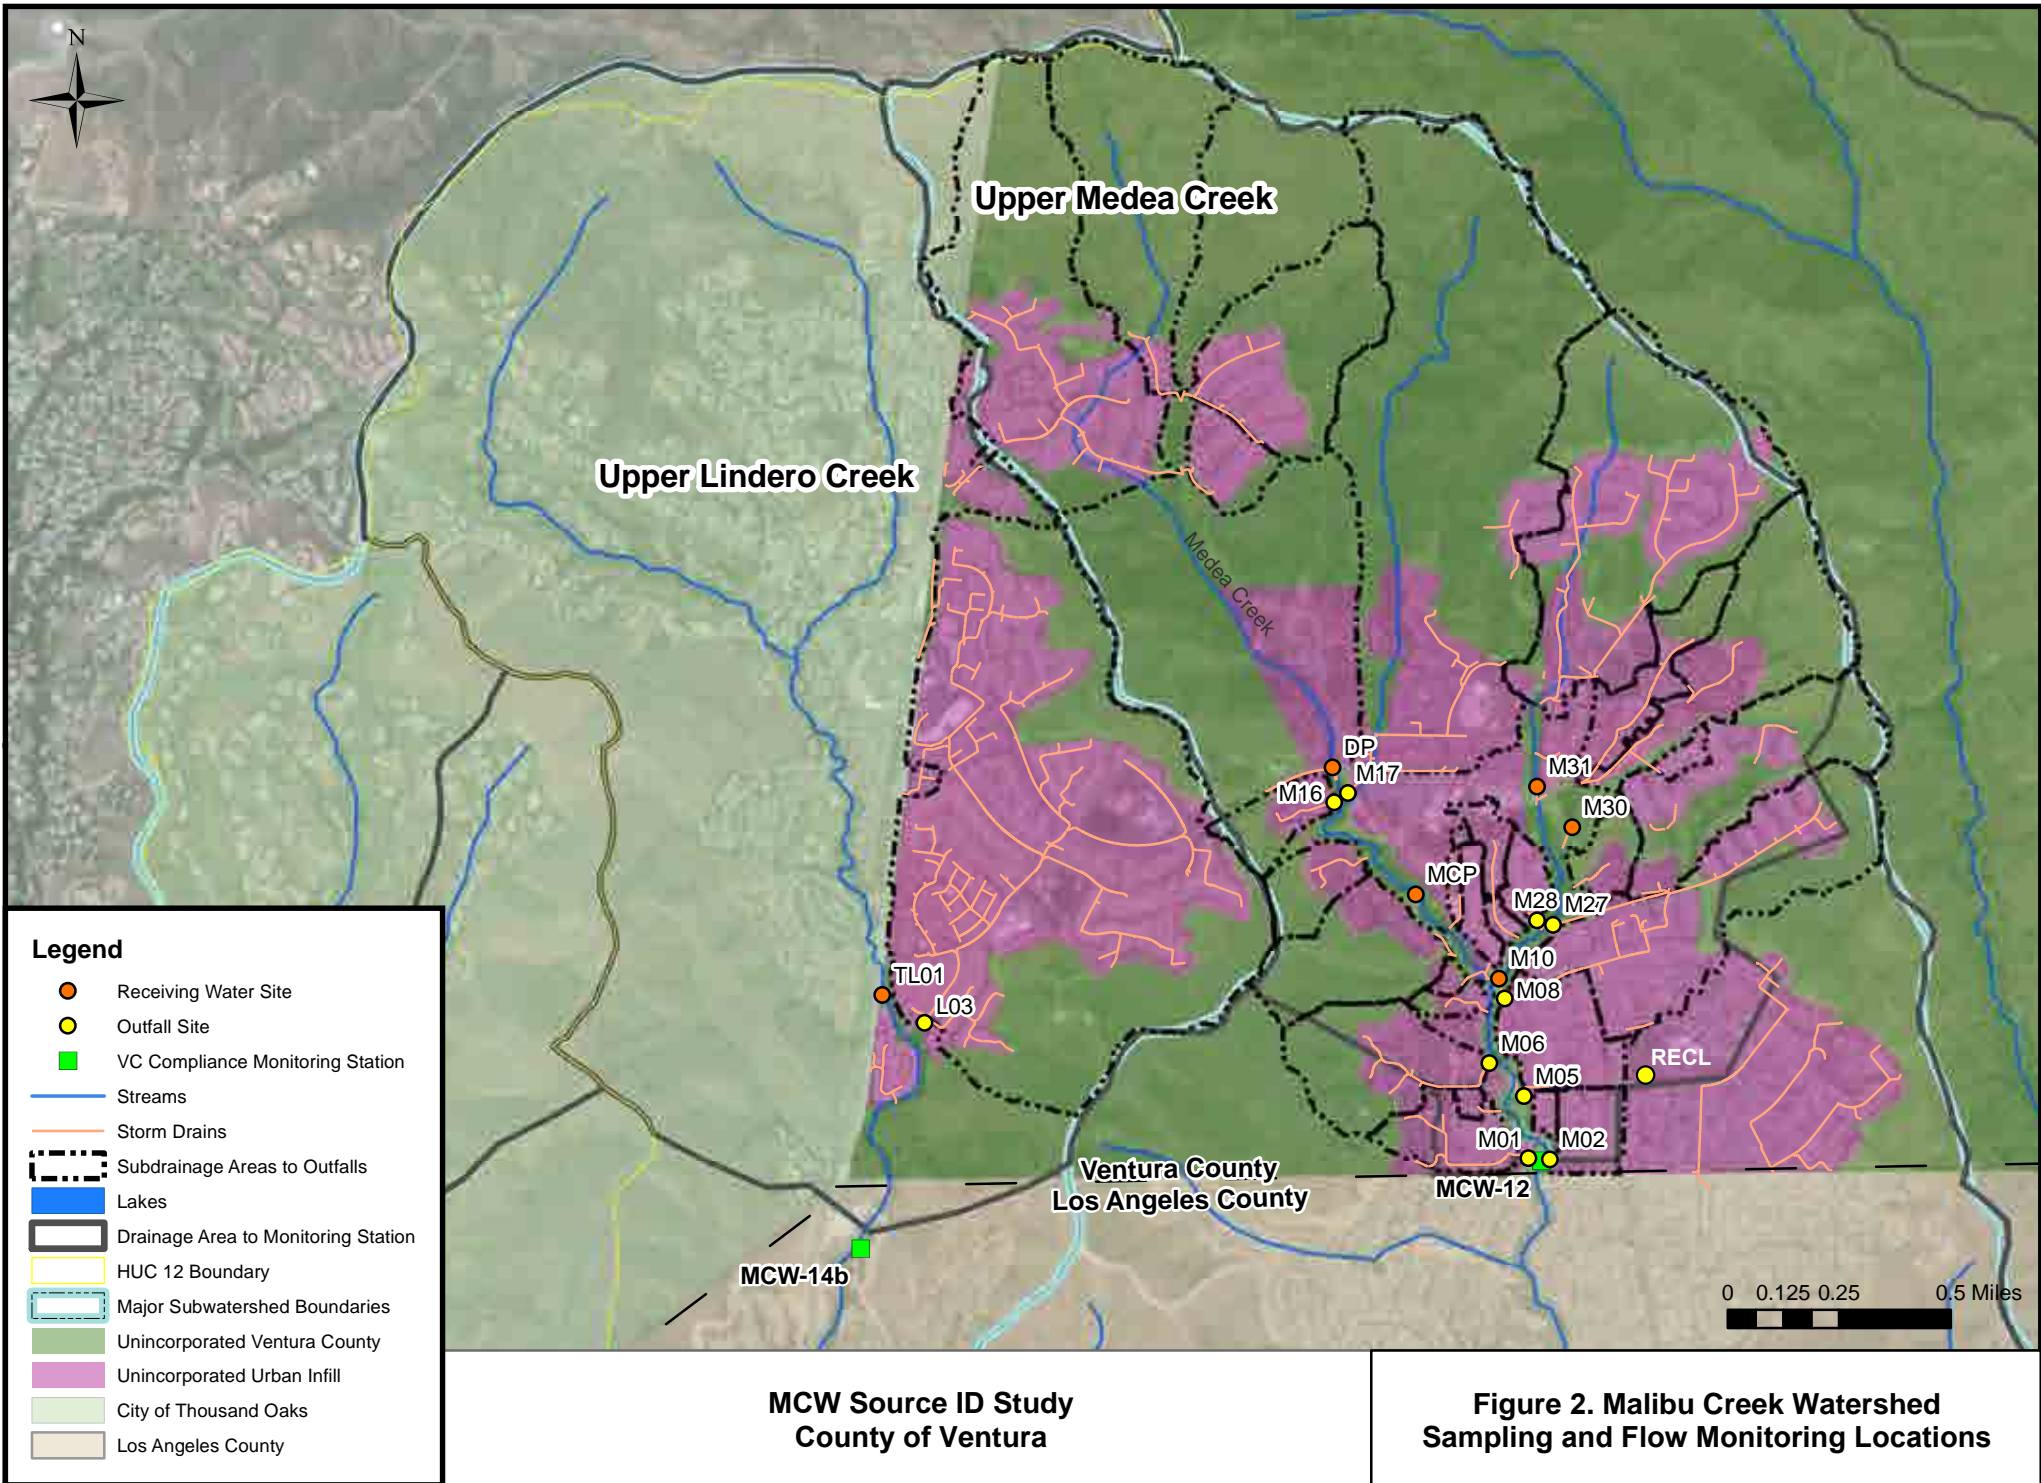 N
Upper Medea Creek
Upper Lindero Creek
Medea Creek
DP
M17
M16
M31
M30
MCP
M28
M27
M10
M08
TL01
L03
M06
M05
RECL
M01
M02
MCW-12
Ventura County
Los Angeles County
MCW-14b
0 0.125 0.25 0.5 Miles
Legend
Receiving Water Site
Outfall Site
VC Compliance Monitoring Station
Streams
Storm Drains
Subdrainage Areas to Outfalls
Lakes
Drainage Area to Monitoring Station
HUC 12 Boundary
Major Subwatershed Boundaries
Unincorporated Ventura County
Unincorporated Urban Infill
City of Thousand Oaks
Los Angeles County
MCW Source ID Study
County of Ventura
Figure 2. Malibu Creek Watershed
Sampling and Flow Monitoring Locations